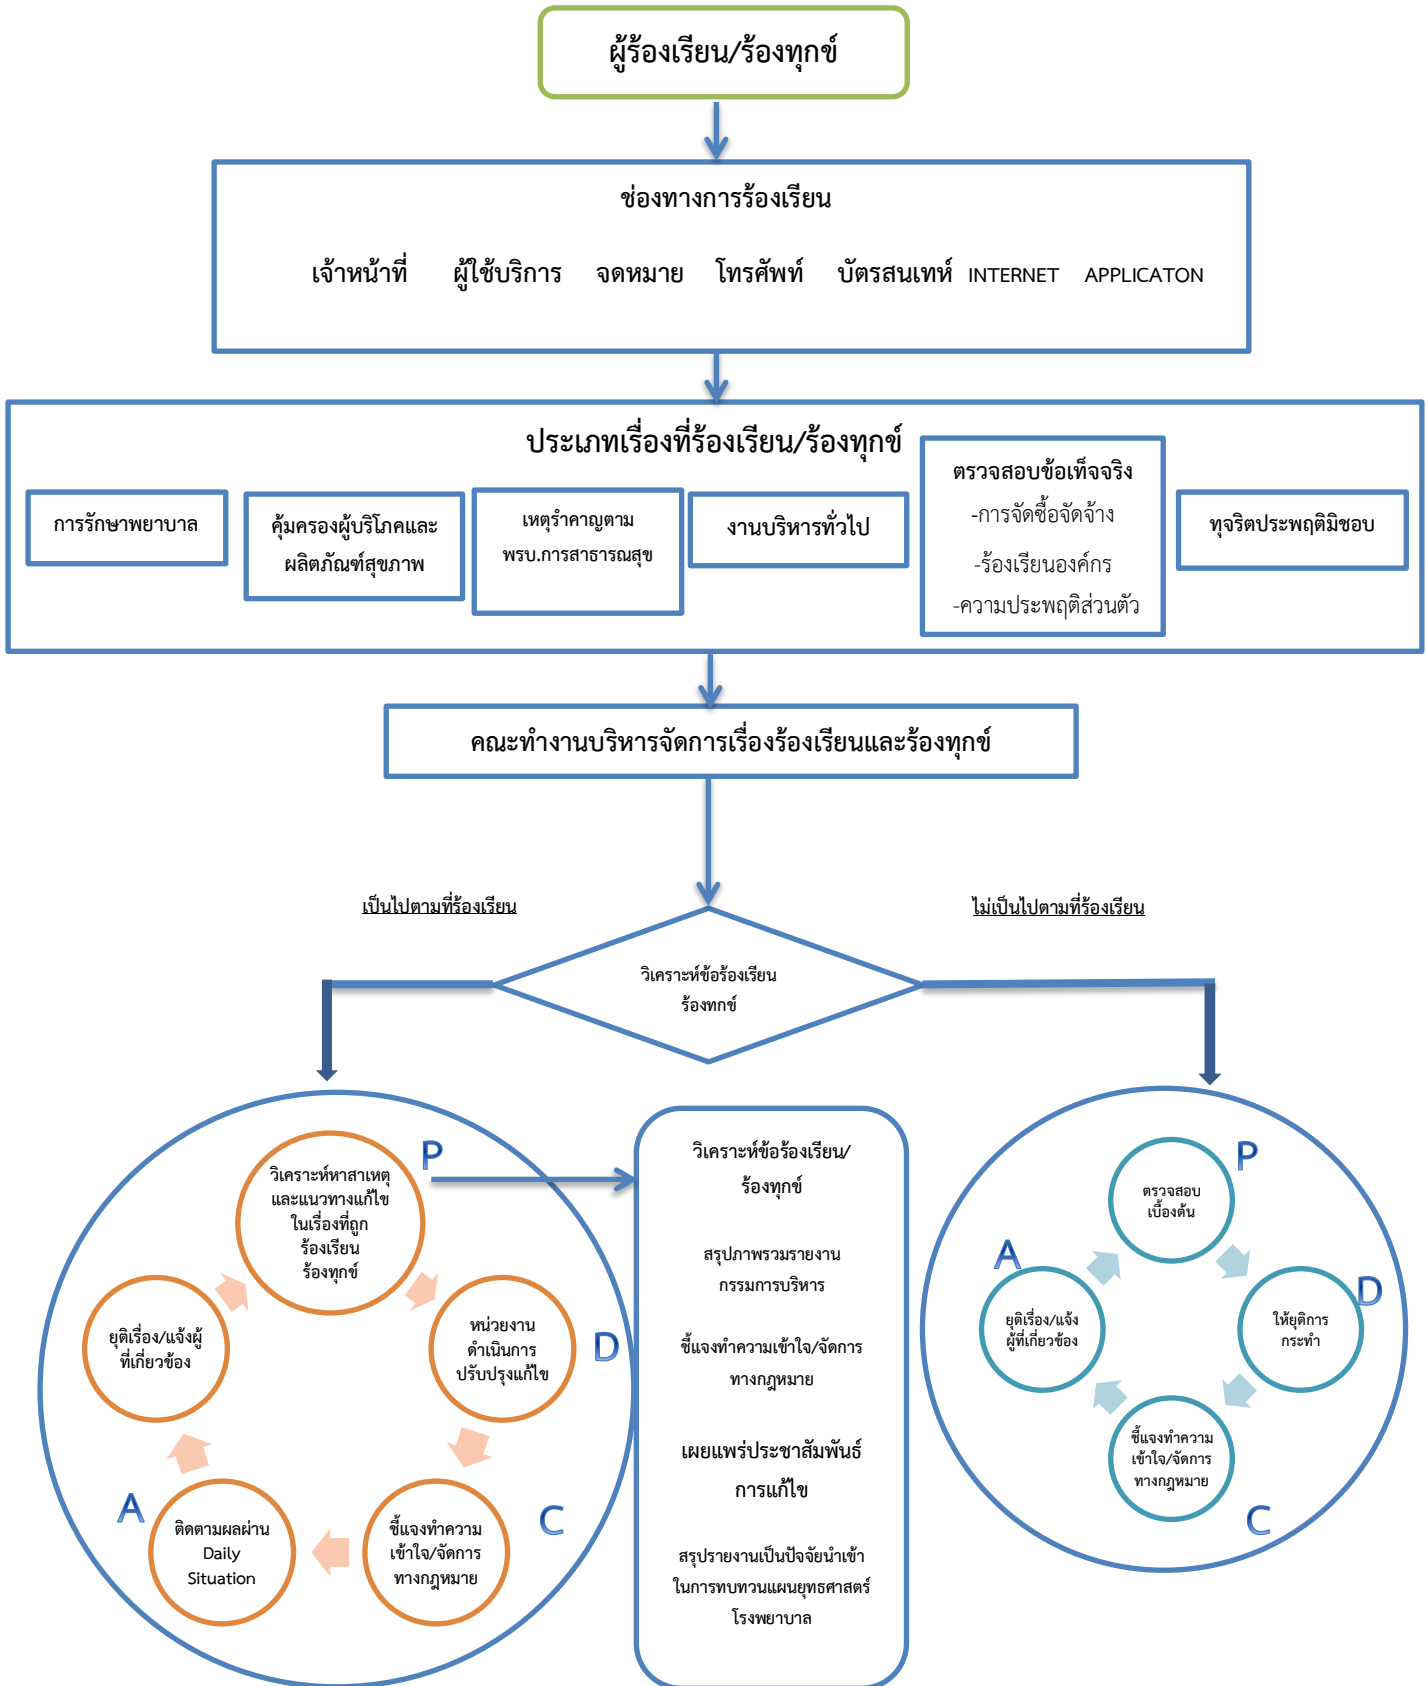 ผู้ร้องเรียน/ร้องทุกข์
ช่องทางการร้องเรียน
เจ้าหน้าที่ ผู้ใช้บริการ จดหมาย โทรศัพท์ บัตรสนเทห์ INTERNET APPLICATON
ประเภทเรื่องที่ร้องเรียน/ร้องทุกข์
การรักษาพยาบาล
คุ้มครองผู้บริโภคและ
ผลิตภัณฑ์สุขภาพ
เหตุรำคาญตาม
พรบ.การสาธารณสุข
งานบริหารทั่วไป
ตรวจสอบข้อเท็จจริง
-การจัดซื้อจัดจ้าง
-ร้องเรียนองค์กร
-ความประพฤติส่วนตัว
ทุจริตประพฤติมิชอบ
คณะทำงานบริหารจัดการเรื่องร้องเรียนและร้องทุกข์
เป็นไปตามที่ร้องเรียน
ไม่เป็นไปตามที่ร้องเรียน
วิเคราะห์ข้อร้องเรียน
ร้องทกข์
P
วิเคราะห์หาสาเหตุ
และแนวทางแก้ไข
ในเรื่องที่ถูก
ร้องเรียน
ร้องทุกข์
D
หน่วยงาน
ดำเนินการ
ปรับปรุงแก้ไข
C
ชี้แจงทำความ
เข้าใจ/จัดการ
ทางกฎหมาย
A
ติดตามผลผ่าน
Daily
Situation
ยุติเรื่อง/แจ้งผู้
ที่เกี่ยวข้อง
วิเคราะห์ข้อร้องเรียน/
ร้องทุกข์
สรุปภาพรวมรายงาน
กรรมการบริหาร
ชี้แจงทำความเข้าใจ/จัดการ
ทางกฎหมาย
เผยแพร่ประชาสัมพันธ์
การแก้ไข
สรุปรายงานเป็นปัจจัยนำเข้า
ในการทบทวนแผนยุทธศาสตร์
โรงพยาบาล
P
ตรวจสอบ
เบื้องต้น
D
ให้ยุติการ
กระทำ
C
ชี้แจงทำความ
เข้าใจ/จัดการ
ทางกฎหมาย
A
ยุติเรื่อง/แจ้ง
ผู้ที่เกี่ยวข้อง